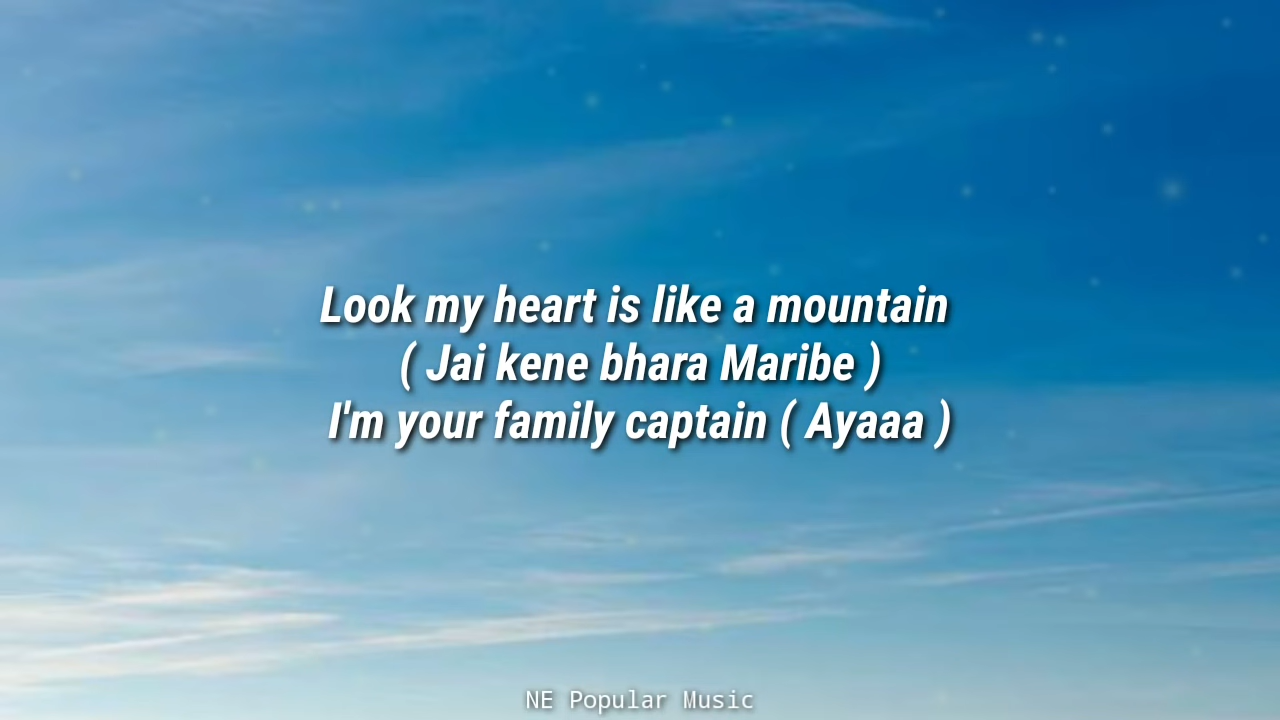 Look my heart is like a mountain
( Jai kene bhara Maribe )
I'm your family captain ( Ayaaa )
NE Popular Music